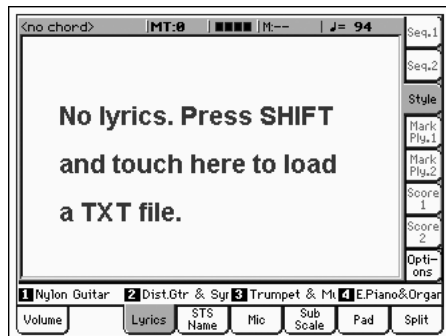 <no chord> MT:0 M:-- ♩= 94
Seq.1
Seq.2
Style
Mark
Ply.1
Mark
Ply.2
Score
1
Score
2
Opti-
ons
No lyrics. Press SHIFT
and touch here to load
a TXT file.
1 Nylon Guitar 2 Dist.Gtr & Syr 3 Trumpet & Mu 4 E.Piano&Organ
Volume Lyrics STS Name Mic Sub Scale Pad Split